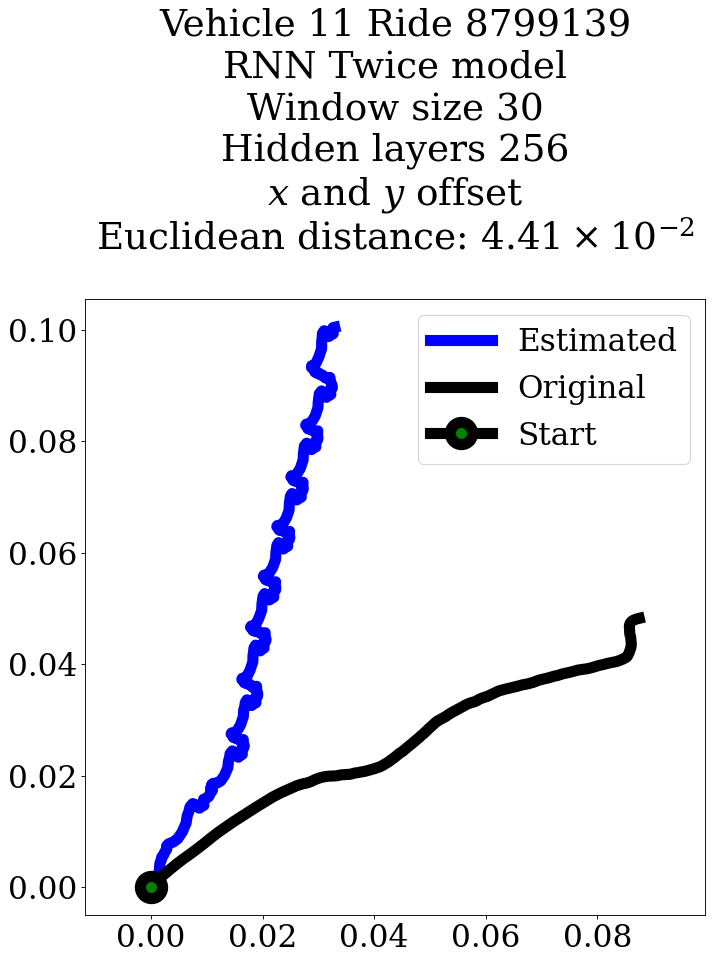 Vehicle 11 Ride 8799139
RNN Twice model
Window size 30
Hidden layers 256
x and y offset
Euclidean distance: 4.41 × 10⁻²
Estimated
Original
Start
0.10
0.08
0.06
0.04
0.02
0.00
0.00 0.02 0.04 0.06 0.08